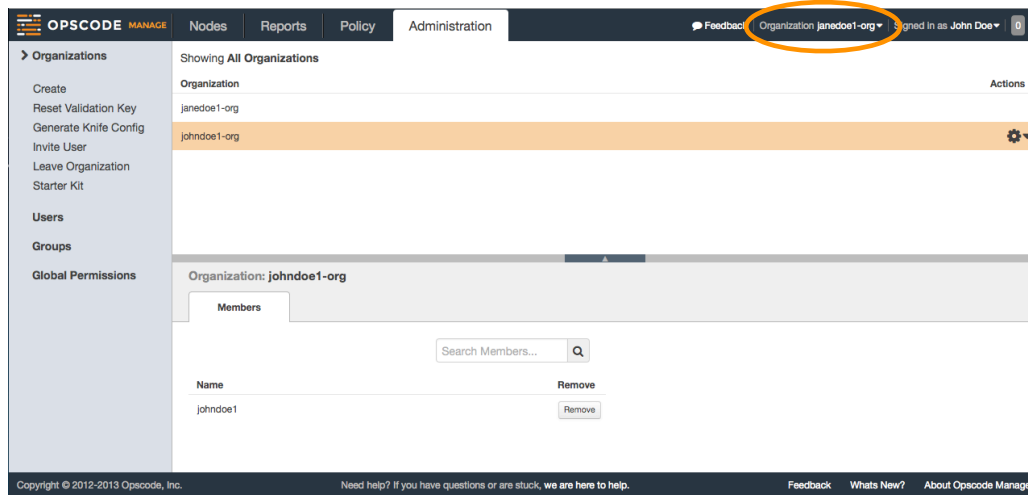 OPSCODE MANAGE Nodes Reports Policy Administration Feedback Organization janedoe1-org Signed in as John Doe 0
Organizations
Create
Reset Validation Key
Generate Knife Config
Invite User
Leave Organization
Starter Kit
Users
Groups
Global Permissions
Showing All Organizations
Organization Actions
janedoe1-org
johndoe1-org
Organization: johndoe1-org
Members
Search Members...
Name Remove
johndoe1 Remove
Copyright © 2012-2013 Opscode, Inc. Need help? If you have questions or are stuck, we are here to help. Feedback Whats New? About Opscode Manage